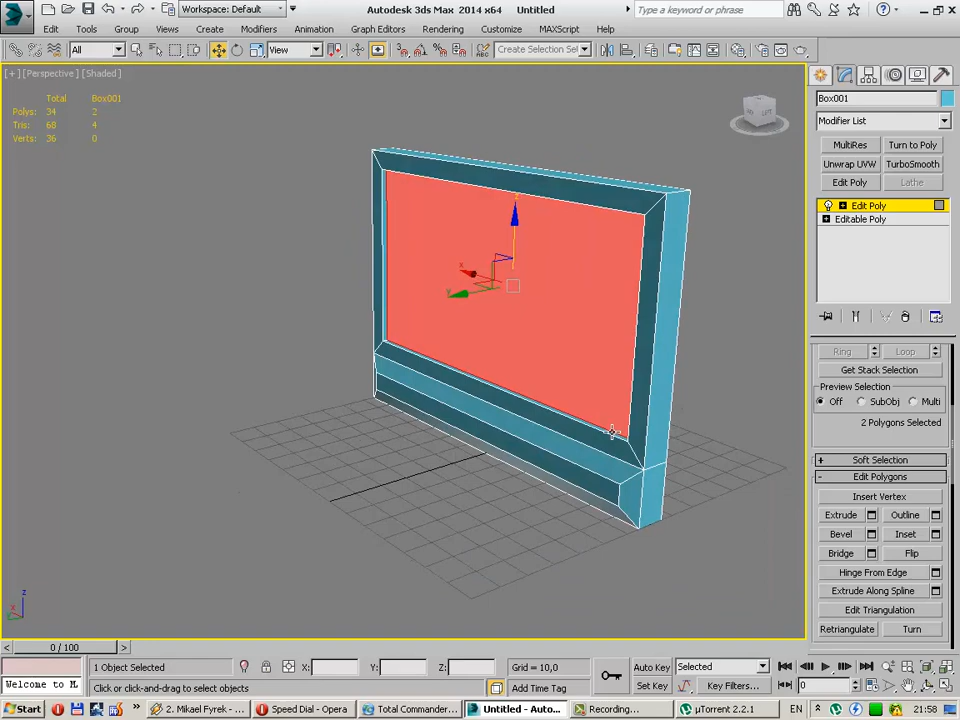 Workspace: Default
Autodesk 3ds Max 2014 x64   Untitled
Type a keyword or phrase
Edit Tools Group Views Create Modifiers Animation Graph Editors Rendering Customize MAXScript Help
All View Create Selection Se
[+] [Perspective] [Shaded]
Total Box001
Polys: 34 2
Tris: 68 4
Verts: 36 0
Box001
Modifier List
MultiRes Turn to Poly
Unwrap UVW TurboSmooth
Edit Poly Lathe
Edit Poly
Editable Poly
Ring Loop
Get Stack Selection
Preview Selection
Off SubObj Multi
2 Polygons Selected
+ Soft Selection
- Edit Polygons
Insert Vertex
Extrude Outline
Bevel Inset
Bridge Flip
Hinge From Edge
Extrude Along Spline
Edit Triangulation
Retriangulate Turn
z
x
y
LEFT
< 0 / 100 >
1 Object Selected X: Y: Z: Grid = 10,0 Auto Key Selected
Welcome to M. Click or click-and-drag to select objects Add Time Tag Set Key Key Filters... 0
Start 2. Mikael Fyrek - ... Speed Dial - Opera Total Commander... Untitled - Auto... Recording... µTorrent 2.2.1 EN 21:58